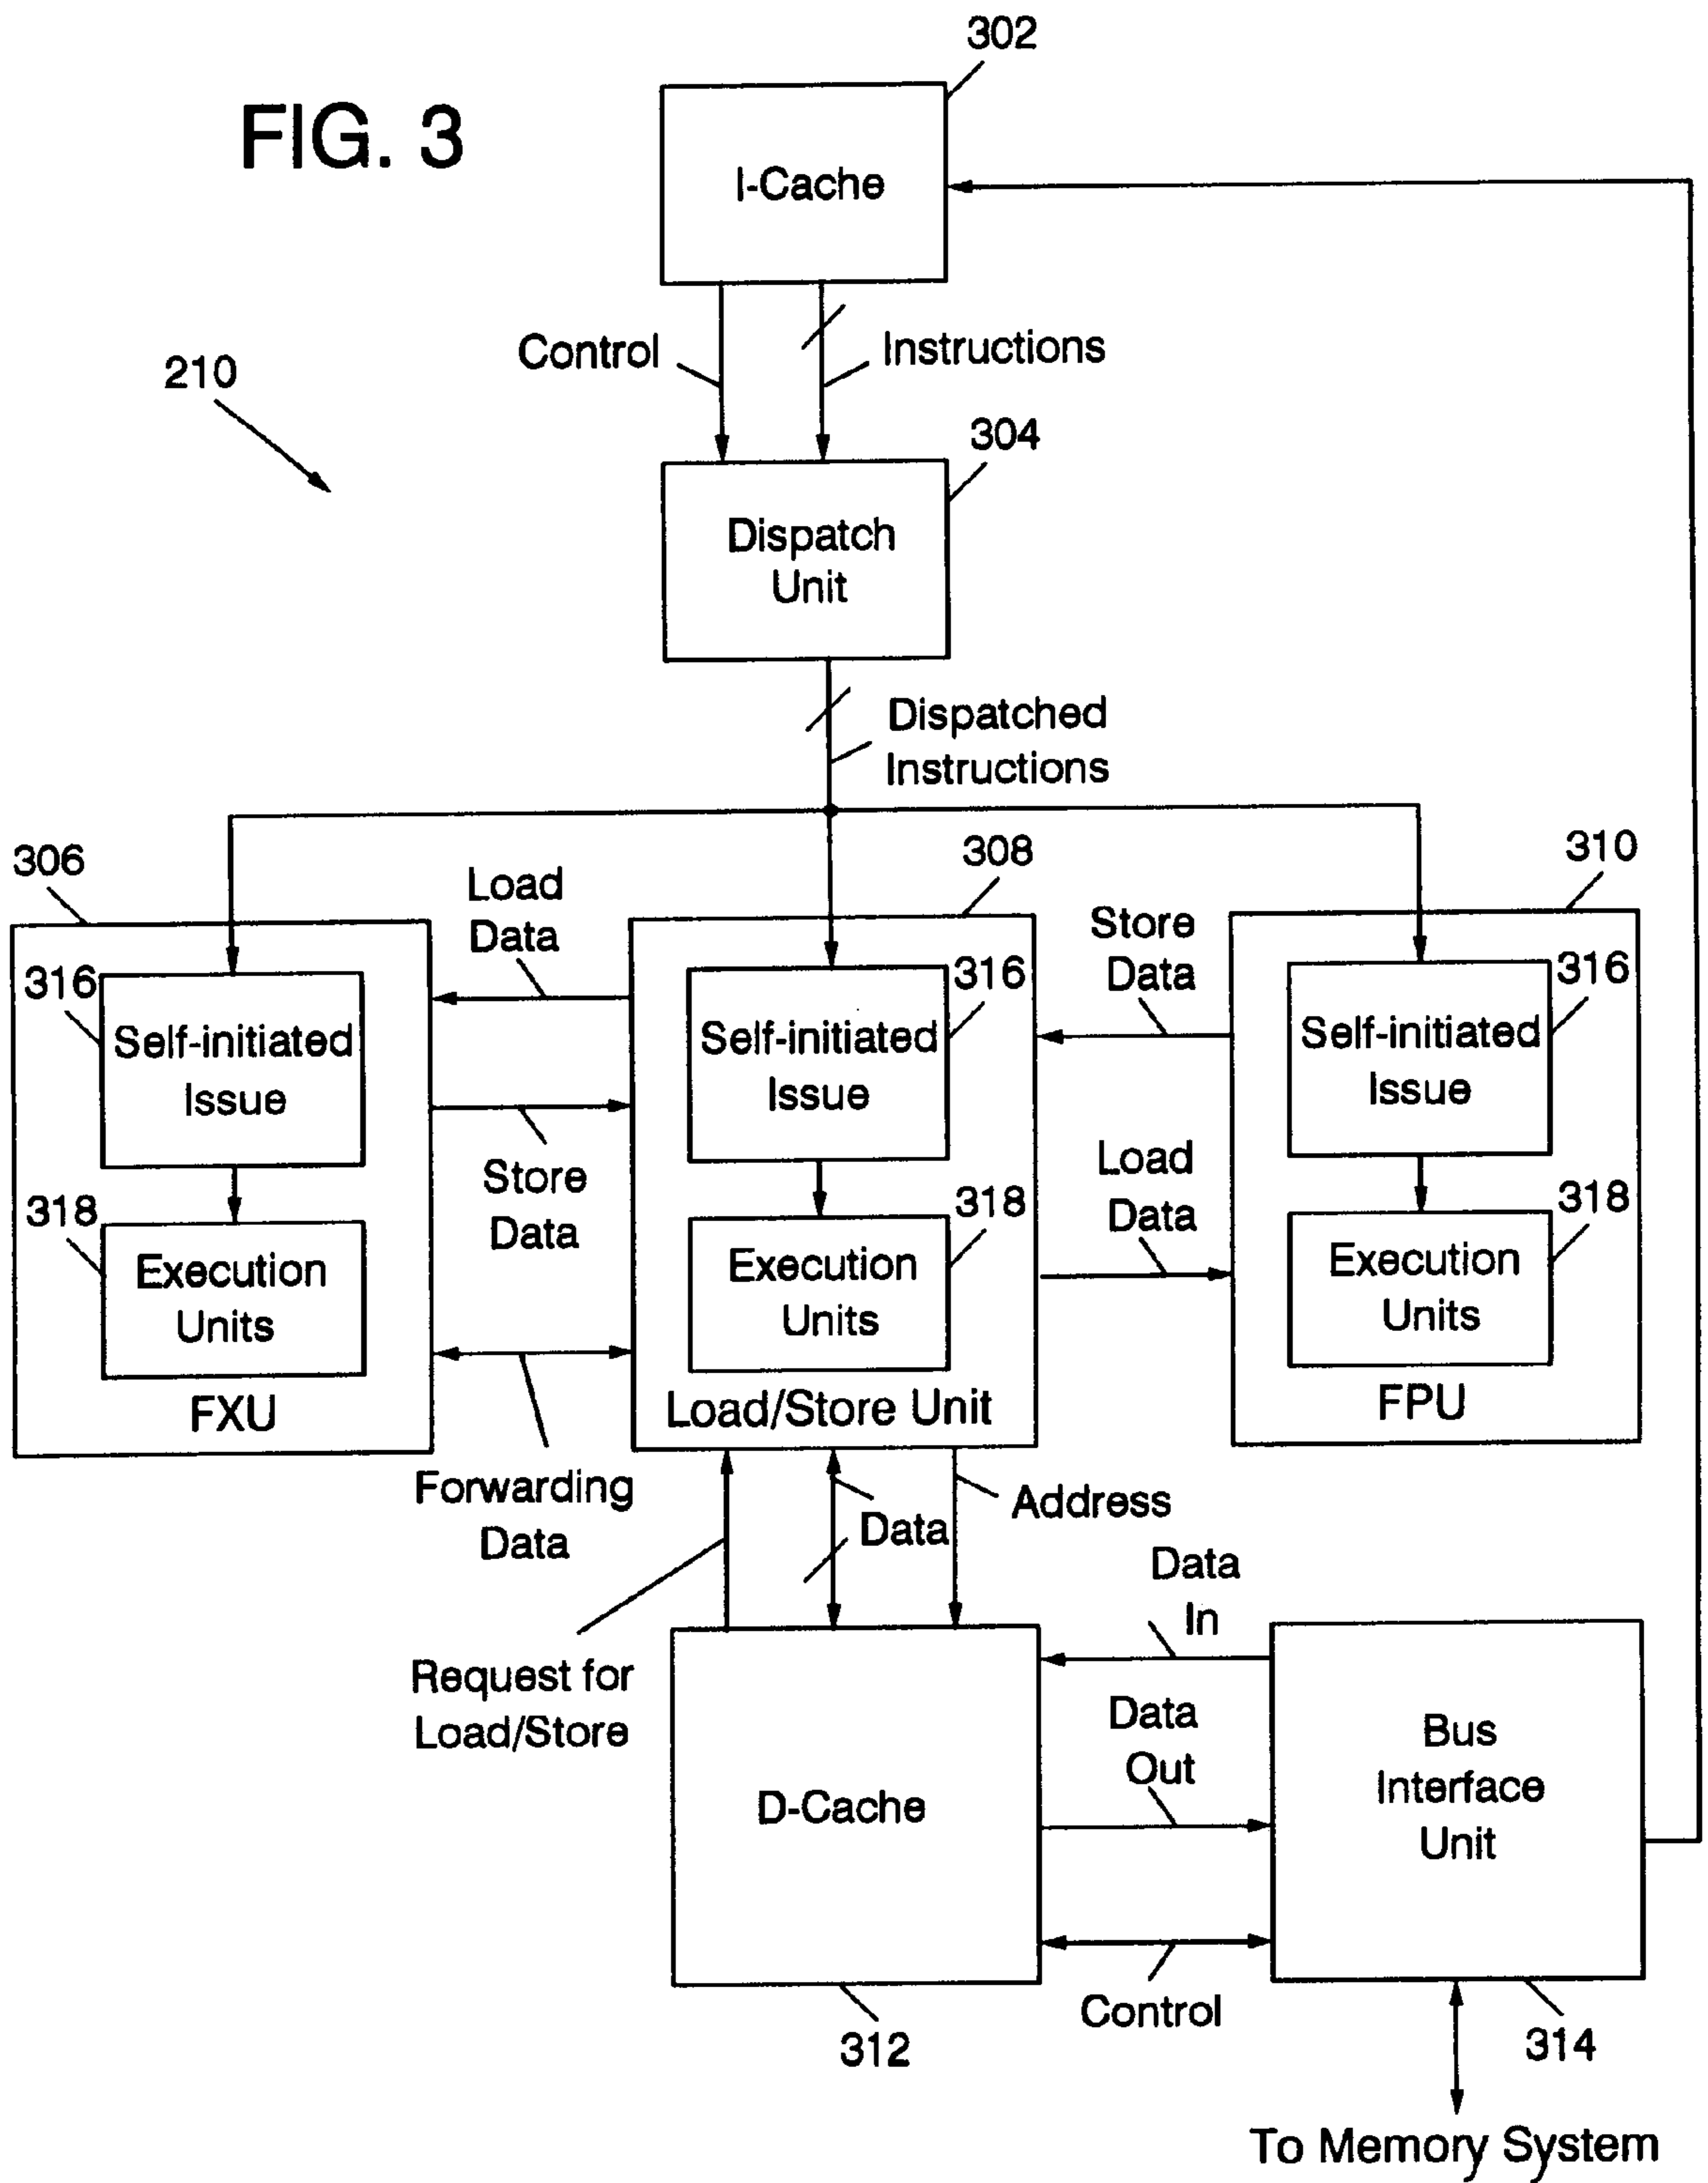 302
FIG. 3
I-Cache
Control
Instructions
210
304
Dispatch
Unit
Dispatched
Instructions
306
308
310
Load
Data
Store
Data
316
Self-initiated
Issue
316
Self-initiated
Issue
316
Self-initiated
Issue
Store
Data
Load
Data
318
Execution
Units
318
Execution
Units
318
Execution
Units
FXU
Load/Store Unit
FPU
Forwarding
Data
Data
Address
Request for
Load/Store
Data
In
Data
Out
D-Cache
Bus
Interface
Unit
Control
312
314
To Memory System